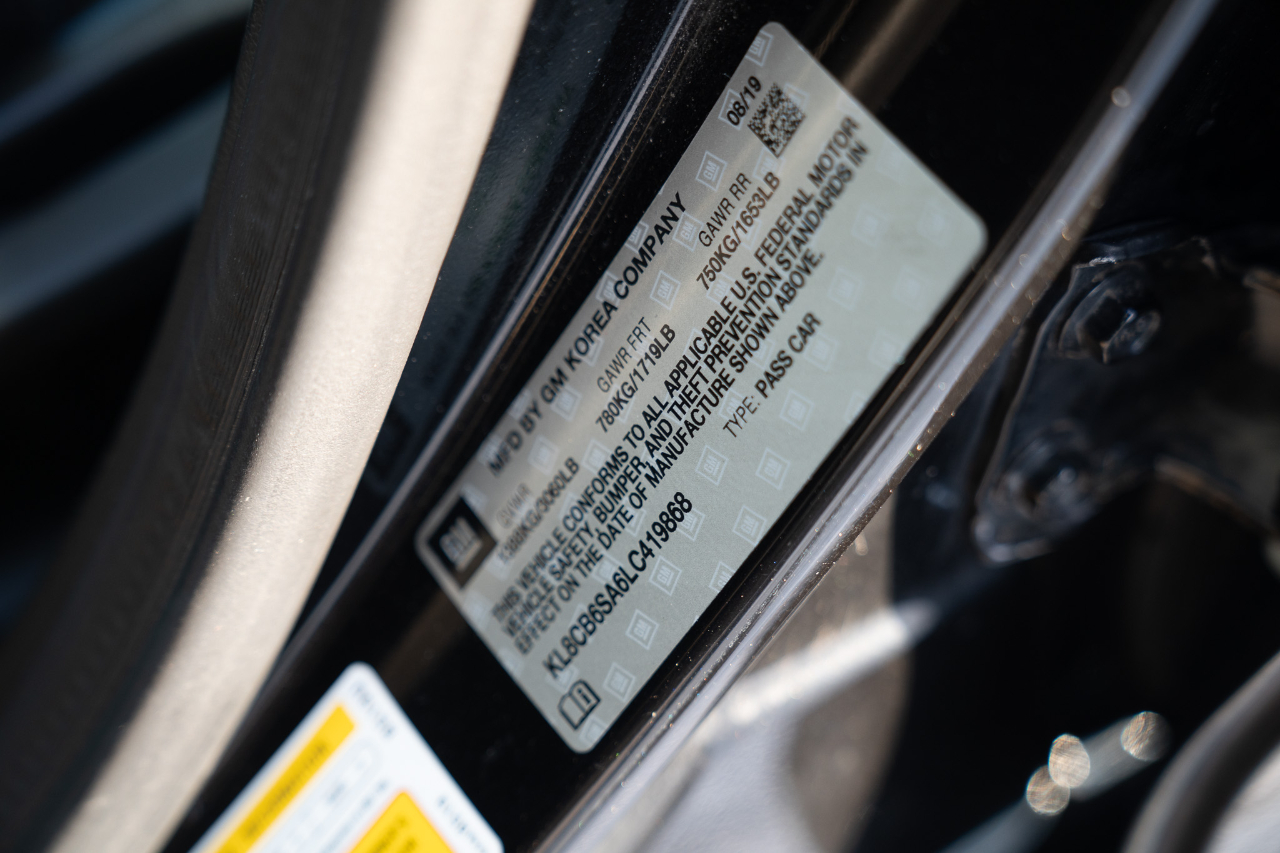 GM
MFD BY GM KOREA COMPANY
08/19
GVWR
GAWR FRT
GAWR RR
780KG/1719LB
750KG/1653LB
THIS VEHICLE CONFORMS TO ALL APPLICABLE U.S. FEDERAL MOTOR
VEHICLE SAFETY, BUMPER, AND THEFT PREVENTION STANDARDS IN
EFFECT ON THE DATE OF MANUFACTURE SHOWN ABOVE.
KL8CB6SA6LC419868
TYPE: PASS CAR